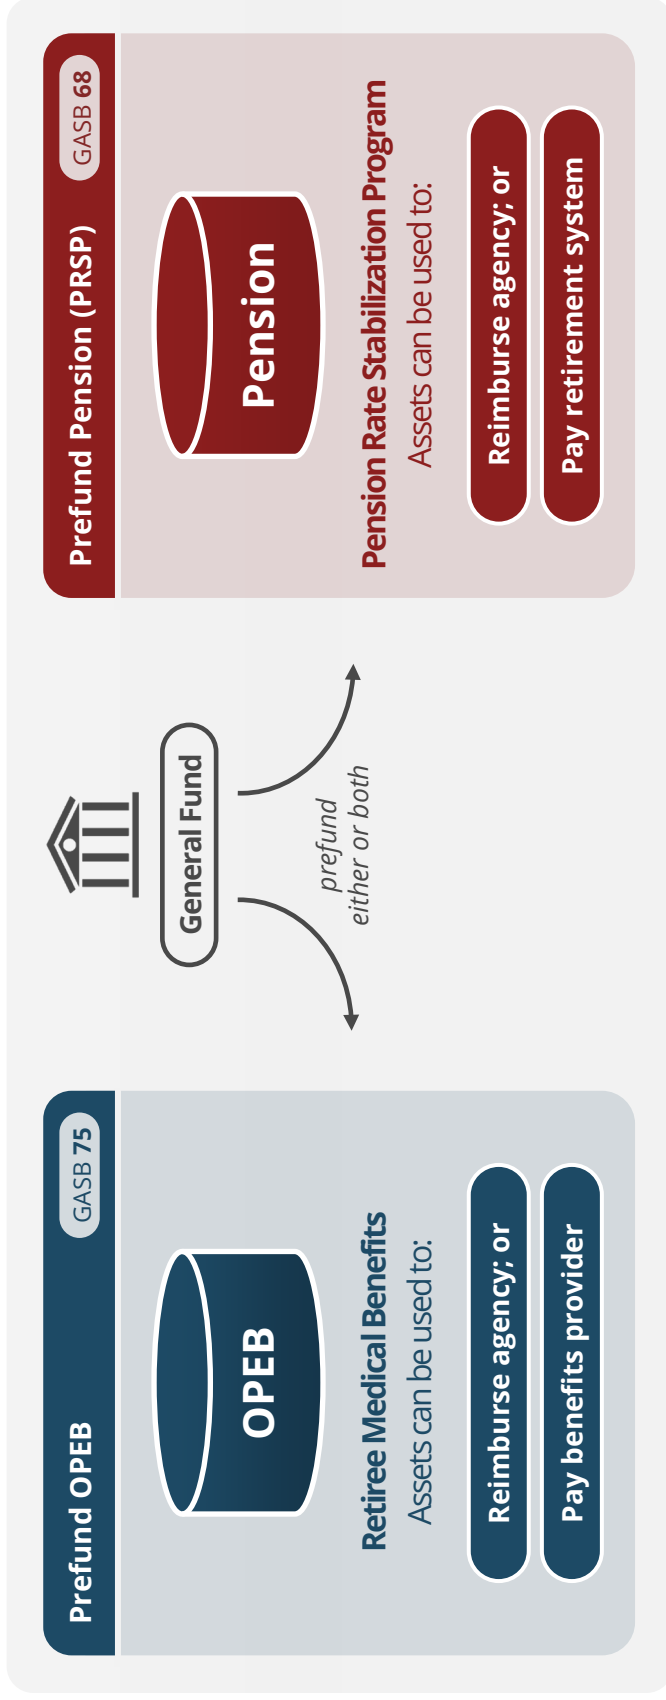 Prefund OPEB
GASB 75
OPEB
Retiree Medical Benefits
Assets can be used to:
Reimburse agency; or
Pay benefits provider
General Fund
prefund
either or both
Prefund Pension (PRSP)
GASB 68
Pension
Pension Rate Stabilization Program
Assets can be used to:
Reimburse agency; or
Pay retirement system